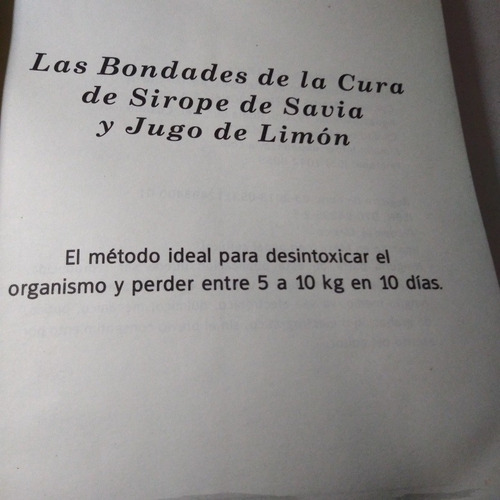 Las Bondades de la Cura
de Sirope de Savia
y Jugo de Limón
El método ideal para desintoxicar el
organismo y perder entre 5 a 10 kg en 10 días.